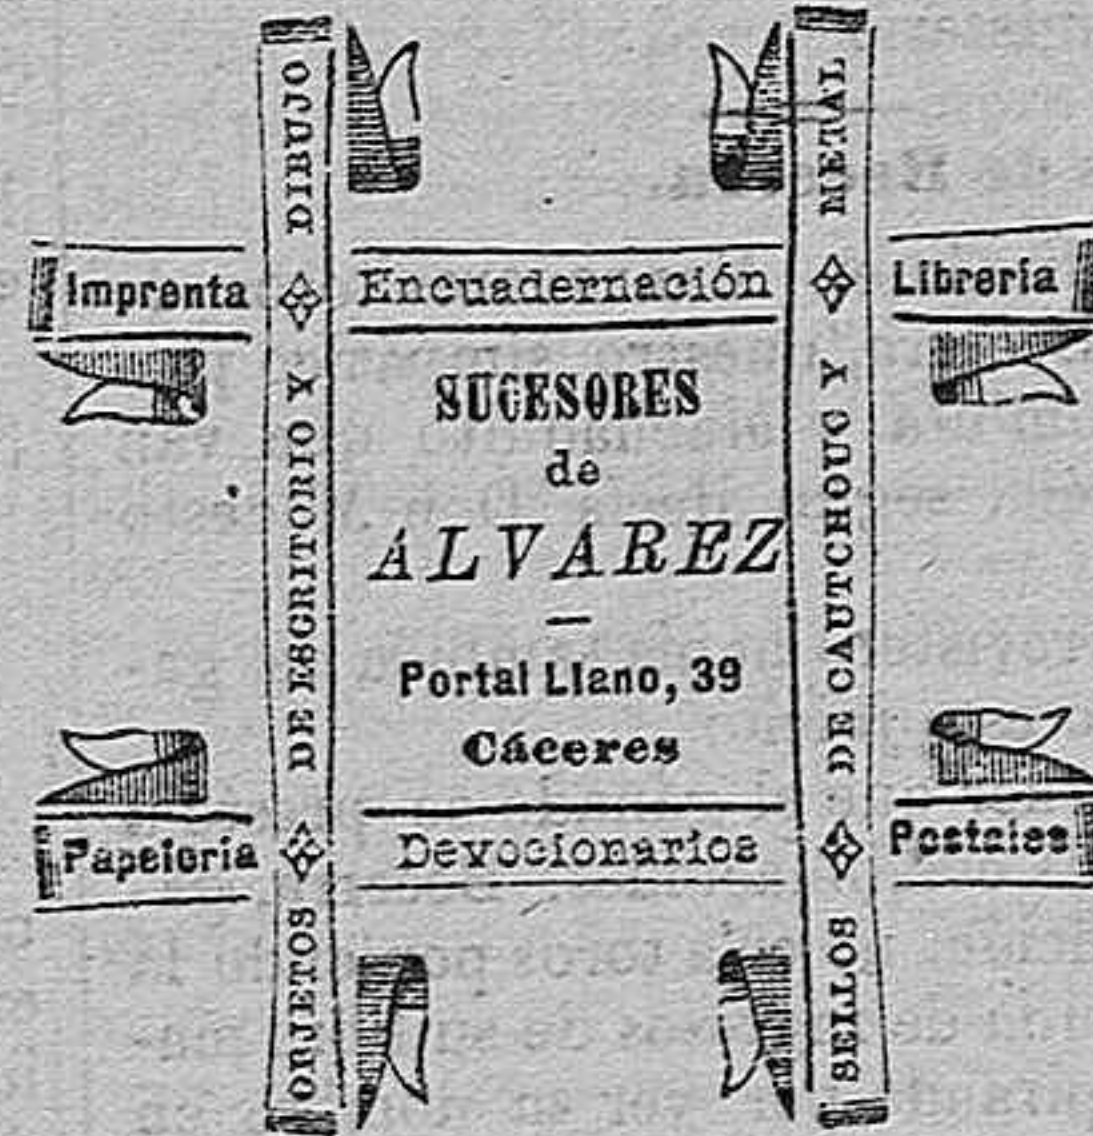 Imprenta ❖ Encuadernación ❖ Librería
SUCESORES
de
ÁLVAREZ
—
Portal Llano, 39
Cáceres
Papelería ❖ Devocionarios ❖ Postales
OBJETOS ❖ DE ESCRITORIO Y ❖ DIBUJO
SELLOS ❖ DE CAUTCHOUC Y ❖ METAL